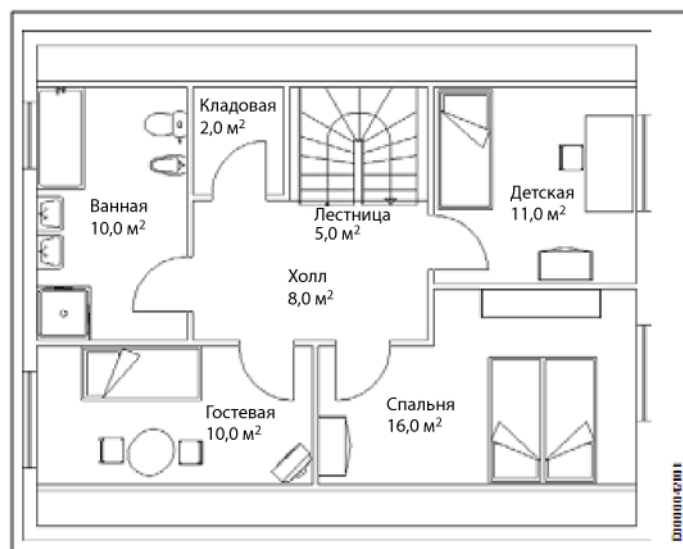 Кладовая
2,0 м²
Ванная
10,0 м²
Лестница
5,0 м²
Детская
11,0 м²
Холл
8,0 м²
Гостевая
10,0 м²
Спальня
16,0 м²